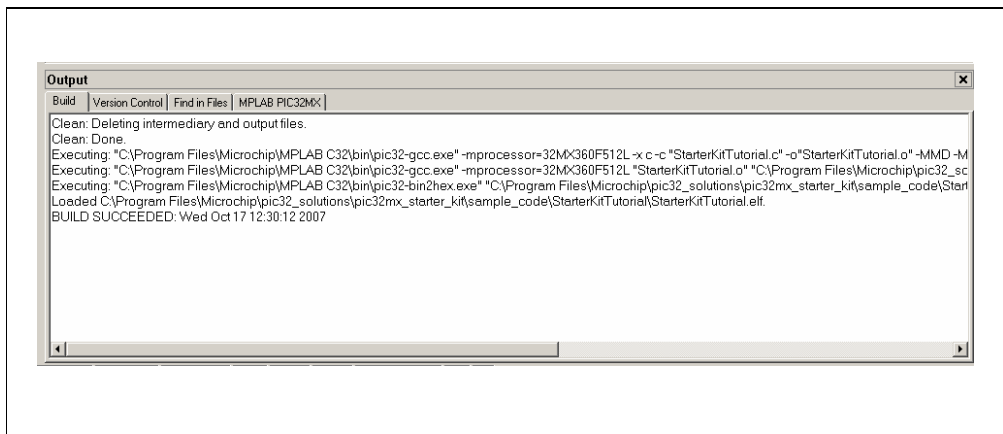 Output
Build Version Control Find in Files MPLAB PIC32MX
Clean: Deleting intermediary and output files.
Clean: Done.
Executing: "C:\Program Files\Microchip\MPLAB C32\bin\pic32-gcc.exe" -mprocessor=32MX360F512L -x c -c "StarterKitTutorial.c" -o"StarterKitTutorial.o" -MMD -M
Executing: "C:\Program Files\Microchip\MPLAB C32\bin\pic32-gcc.exe" -mprocessor=32MX360F512L "StarterKitTutorial.o" "C:\Program Files\Microchip\pic32_sc
Executing: "C:\Program Files\Microchip\MPLAB C32\bin\pic32-bin2hex.exe" "C:\Program Files\Microchip\pic32_solutions\pic32mx_starter_kit\sample_code\Start
Loaded C:\Program Files\Microchip\pic32_solutions\pic32mx_starter_kit\sample_code\StarterKitTutorial\StarterKitTutorial.elf.
BUILD SUCCEEDED: Wed Oct 17 12:30:12 2007